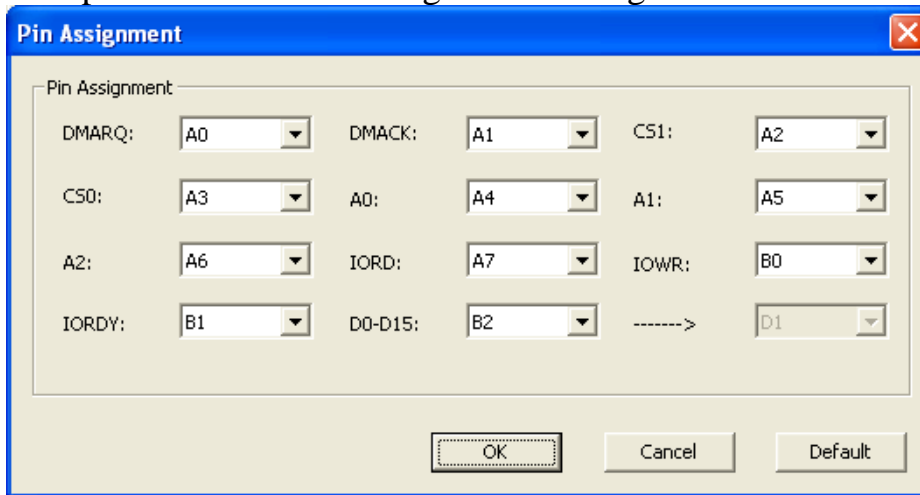 Pin Assignment
Pin Assignment
DMARQ: A0 DMACK: A1 CS1: A2
CS0: A3 A0: A4 A1: A5
A2: A6 IORD: A7 IOWR: B0
IORDY: B1 D0-D15: B2 -------> D1
OK Cancel Default